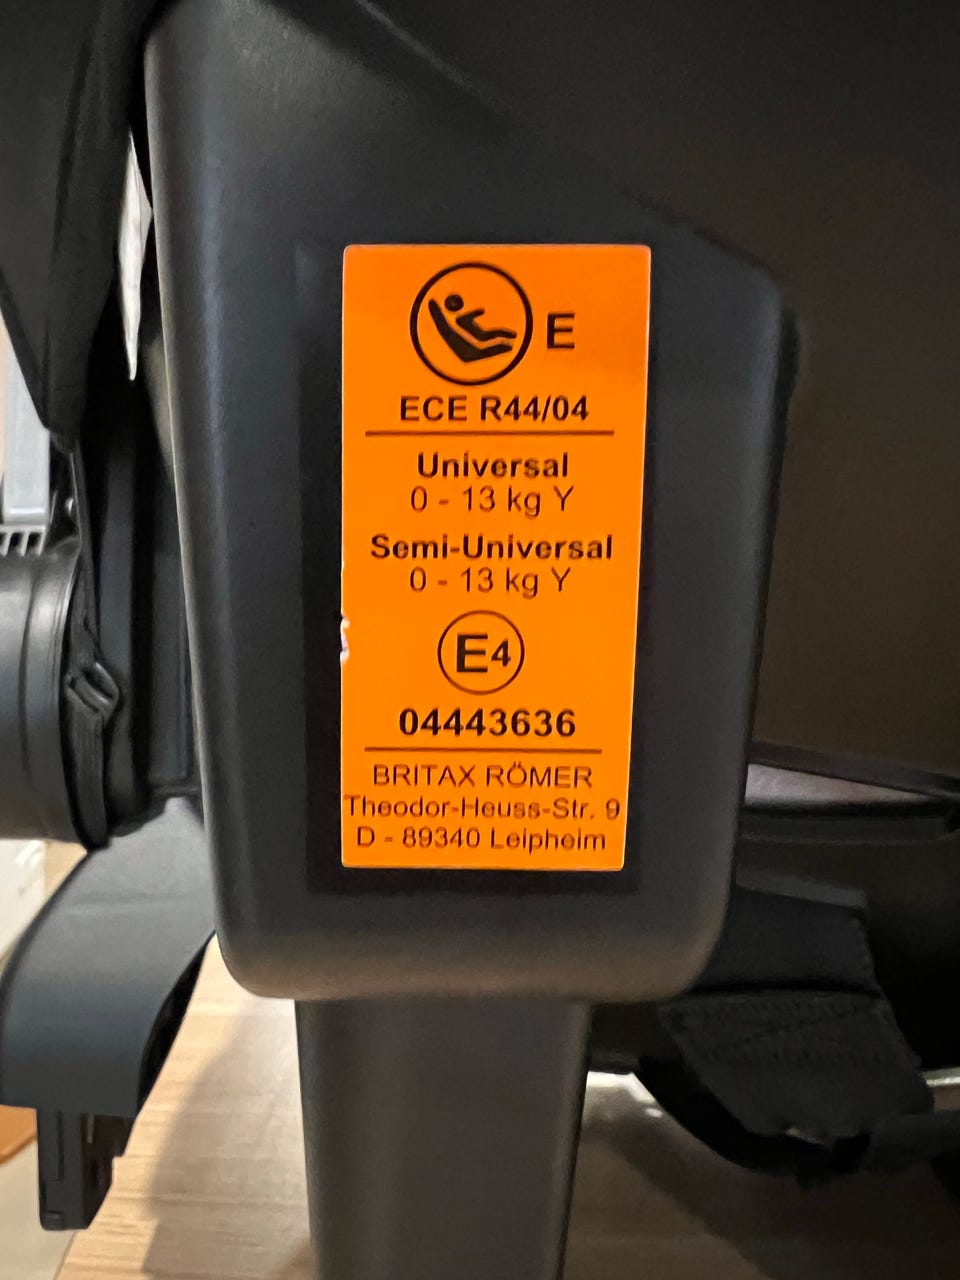 E
ECE R44/04
Universal
0 - 13 kg Y
Semi-Universal
0 - 13 kg Y
E4
04443636
BRITAX RÖMER
Theodor-Heuss-Str. 9
D - 89340 Leipheim